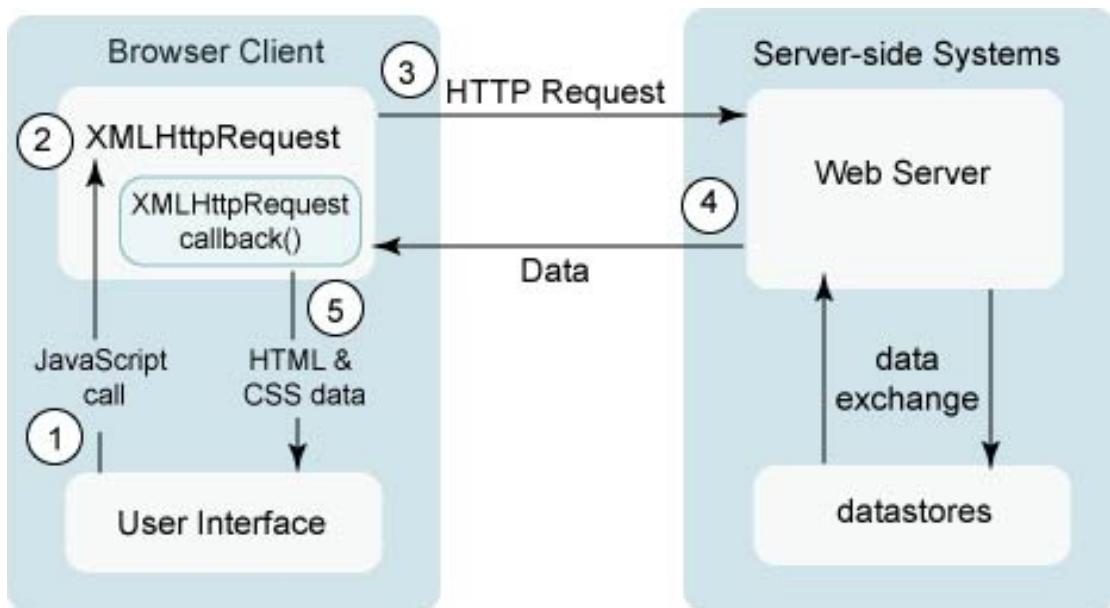 Browser Client
3
HTTP Request
2
XMLHttpRequest
XMLHttpRequest
callback()
4
Data
5
JavaScript
call
HTML &
CSS data
1
User Interface
Server-side Systems
Web Server
data
exchange
datastores